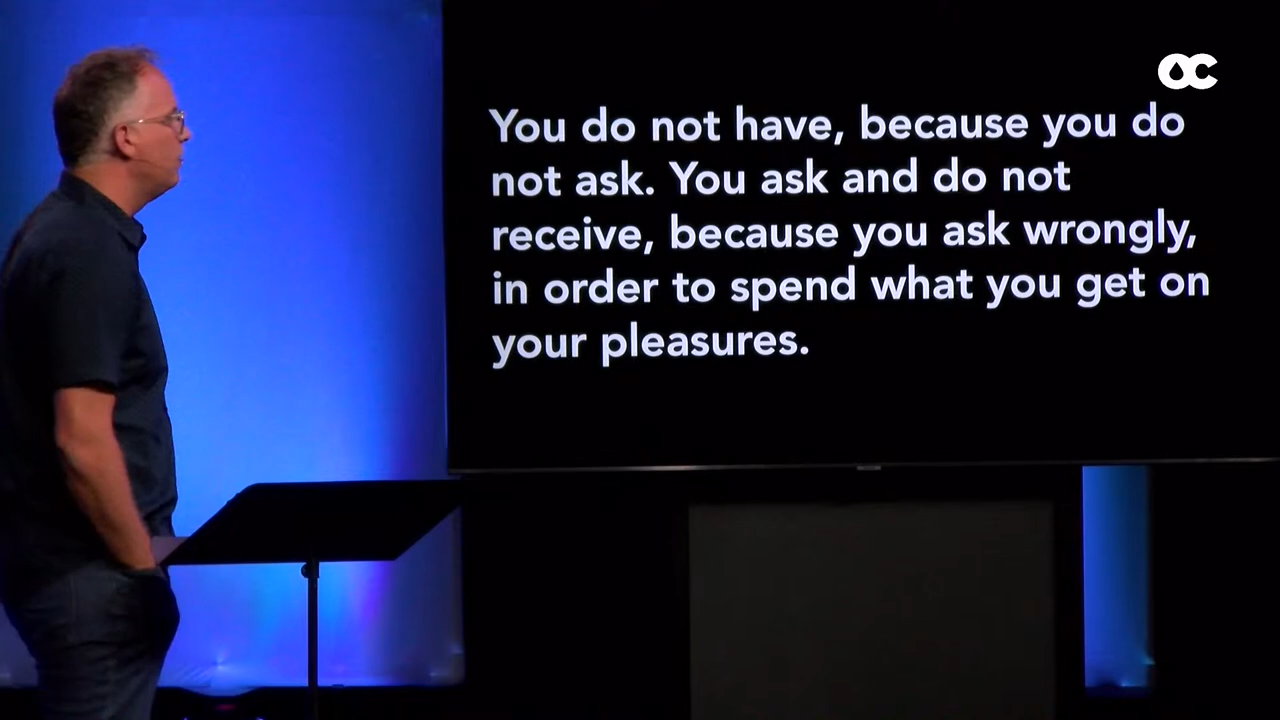 OC
You do not have, because you do
not ask. You ask and do not
receive, because you ask wrongly,
in order to spend what you get on
your pleasures.